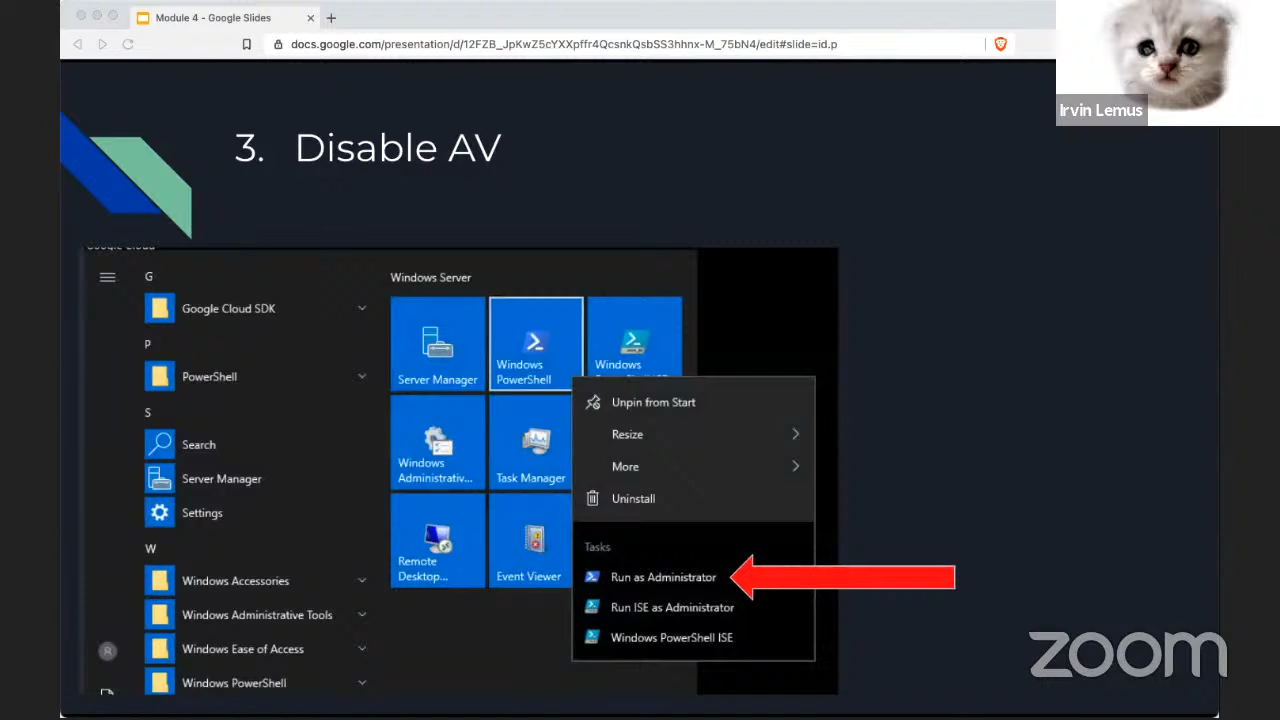 Module 4 - Google Slides
docs.google.com/presentation/d/12FZB_JpKwZ5cYXXpffr4QcsnkQsbSS3hhnx-M_75bN4/edit#slide=id.p
Irvin Lemus
3. Disable AV
Google Cloud
G
Google Cloud SDK
P
PowerShell
S
Search
Server Manager
Settings
W
Windows Accessories
Windows Administrative Tools
Windows Ease of Access
Windows PowerShell
Windows Server
Server Manager
Windows
PowerShell
Windows
Windows
Administrativ...
Task Manager
Remote
Desktop...
Event Viewer
Unpin from Start
Resize
More
Uninstall
Tasks
Run as Administrator
Run ISE as Administrator
Windows PowerShell ISE
zoom